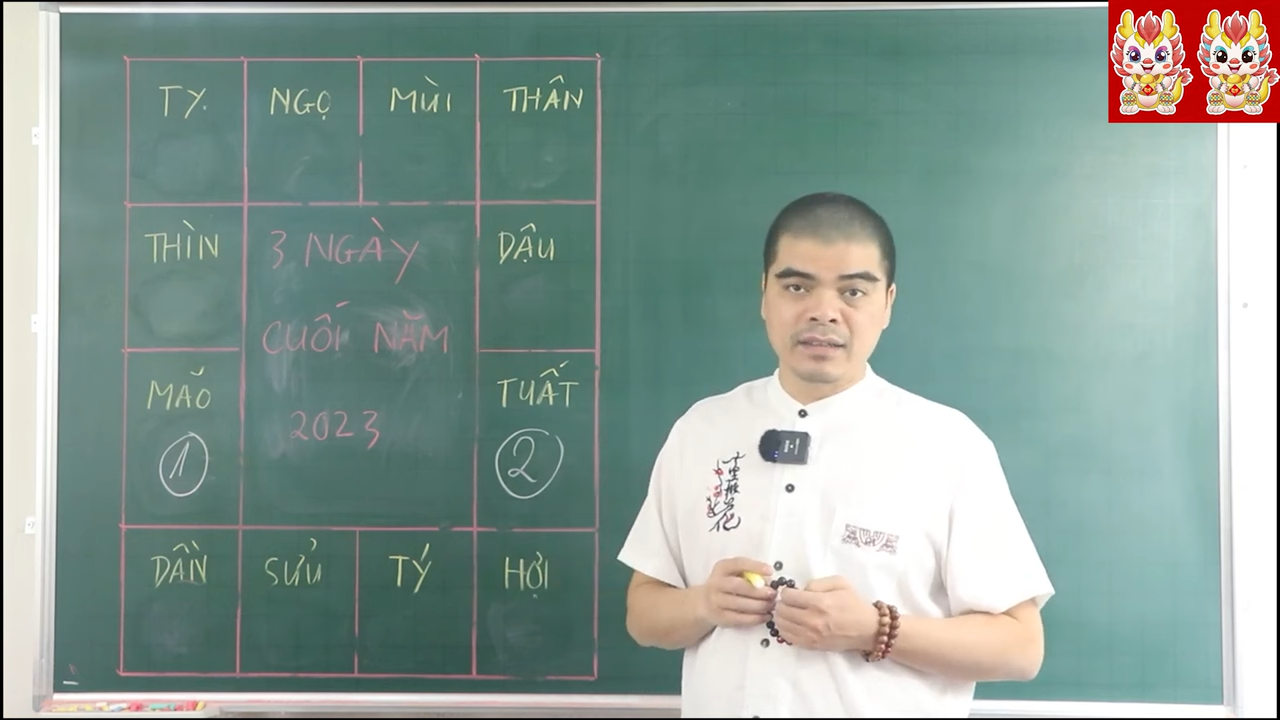 TỴ NGỌ MÙI THÂN
THÌN 3 NGÀY DẬU
CUỐI NĂM
MÃO 2023 TUẤT
1 2
DẦN SỬU TÝ HỢI